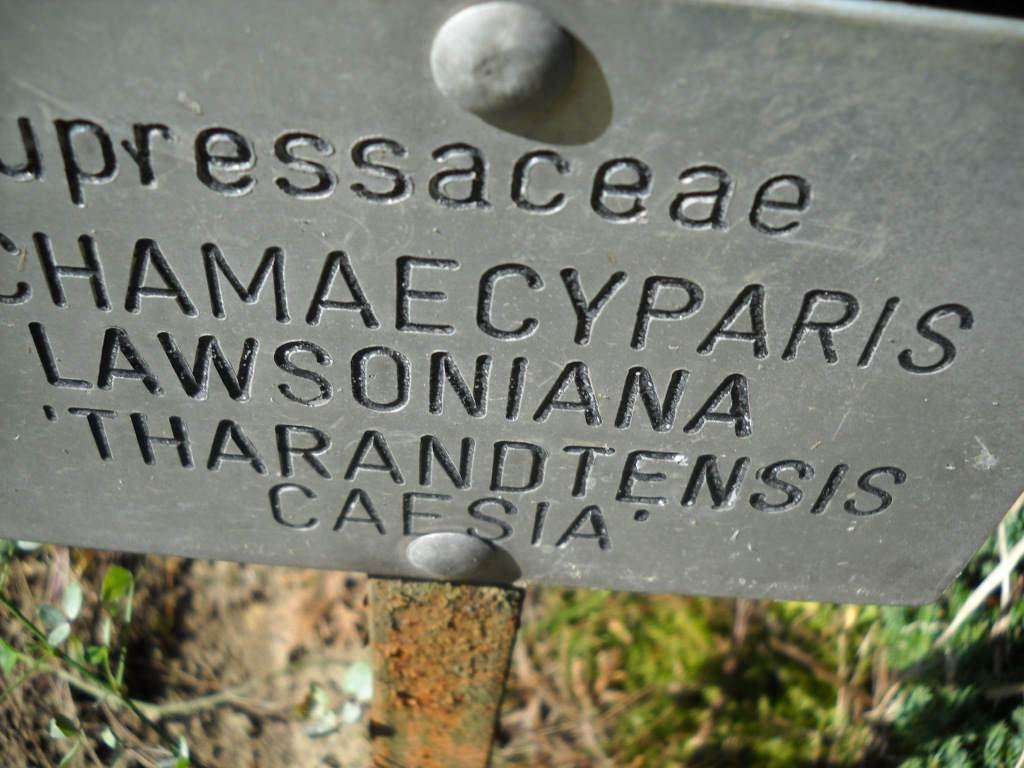 upressaceae
CHAMAECYPARIS
LAWSONIANA
'THARANDTENSIS
CAESIA'